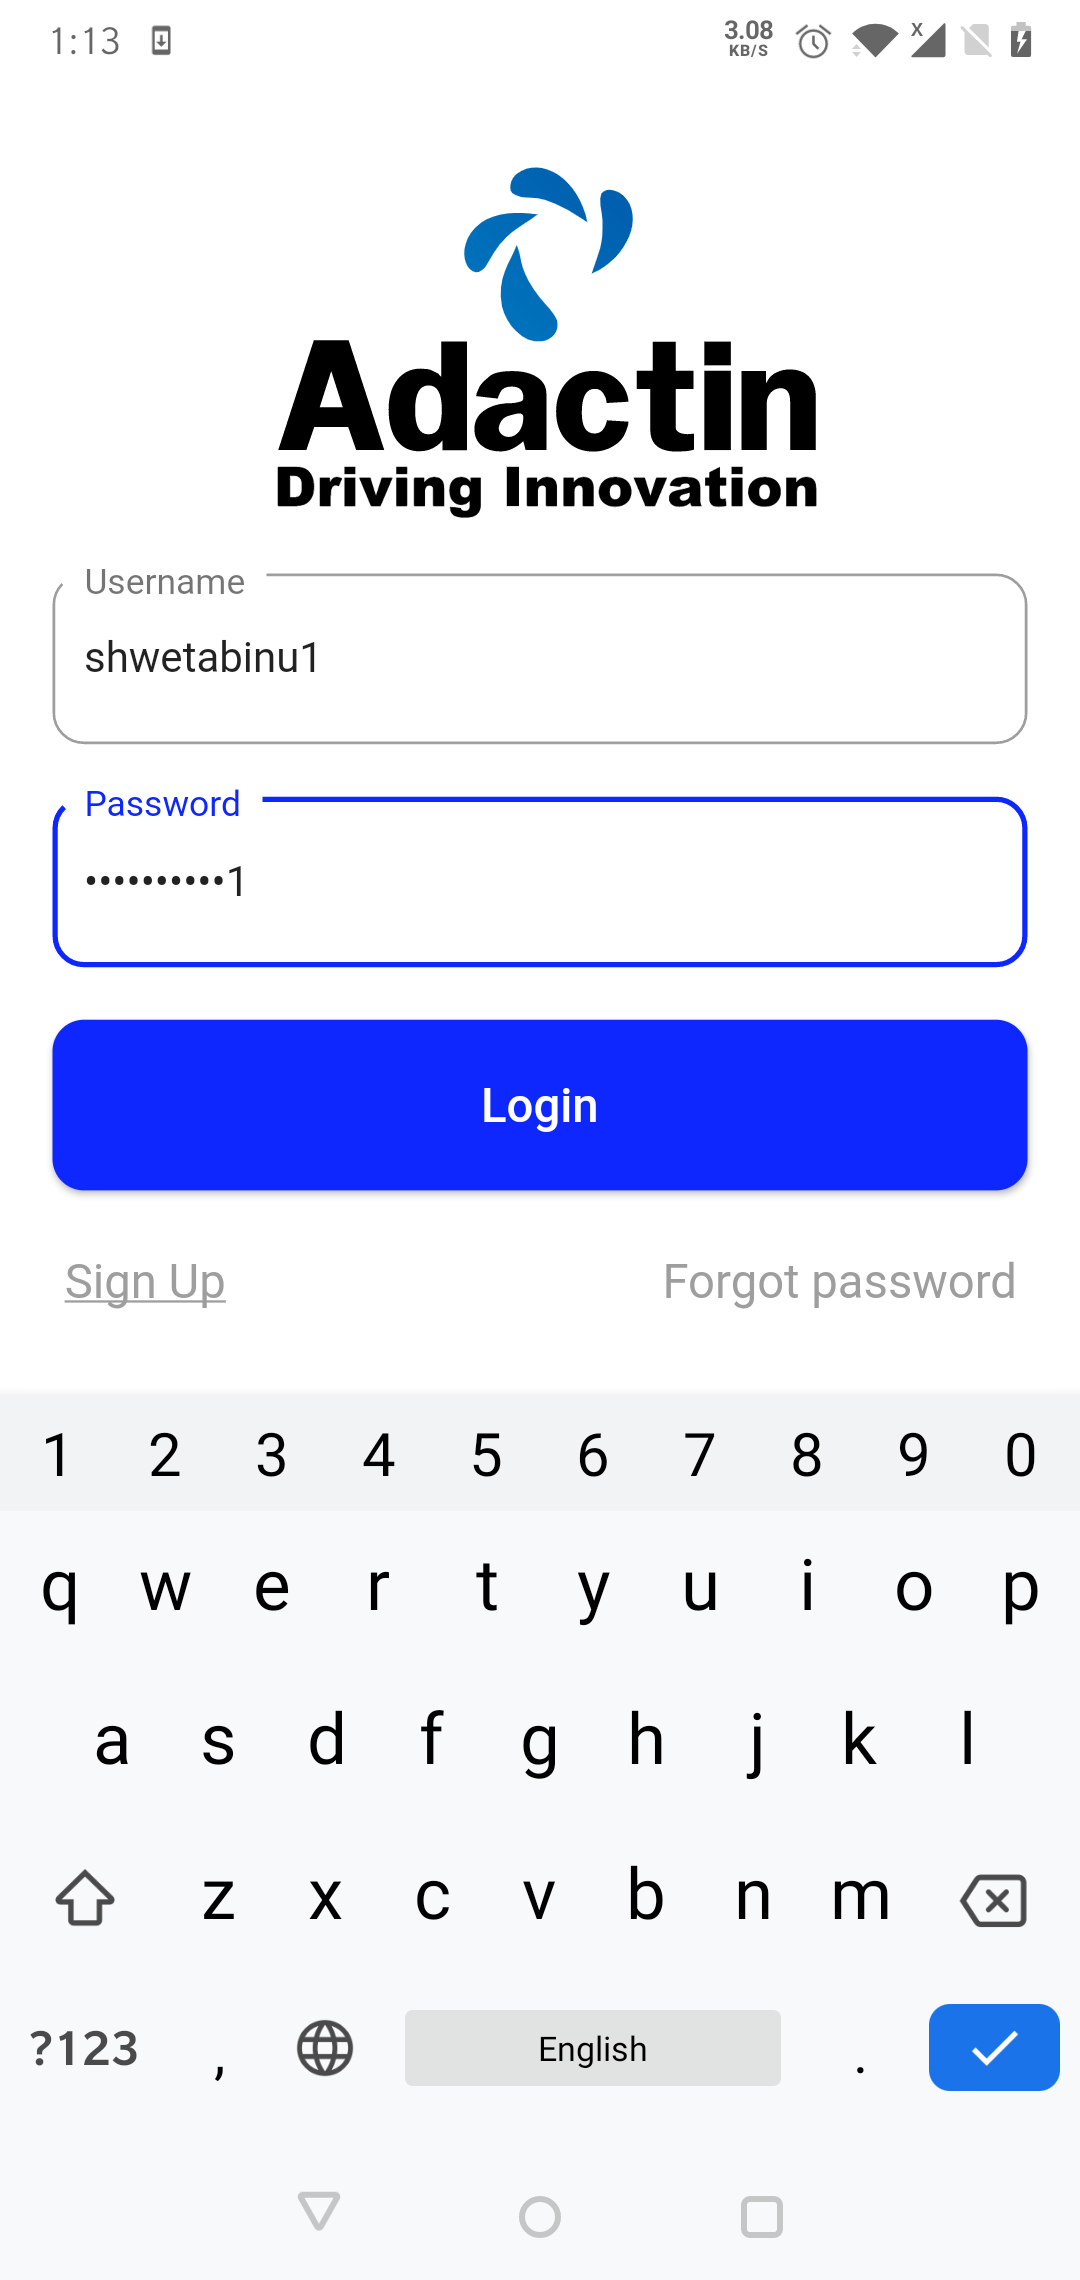 1:13 3.08 KB/S X
Adactin
Driving Innovation
Username
shwetabinu1
Password
••••••••••1
Login
Sign Up Forgot password
1 2 3 4 5 6 7 8 9 0
q w e r t y u i o p
a s d f g h j k l
z x c v b n m
?123 , English .